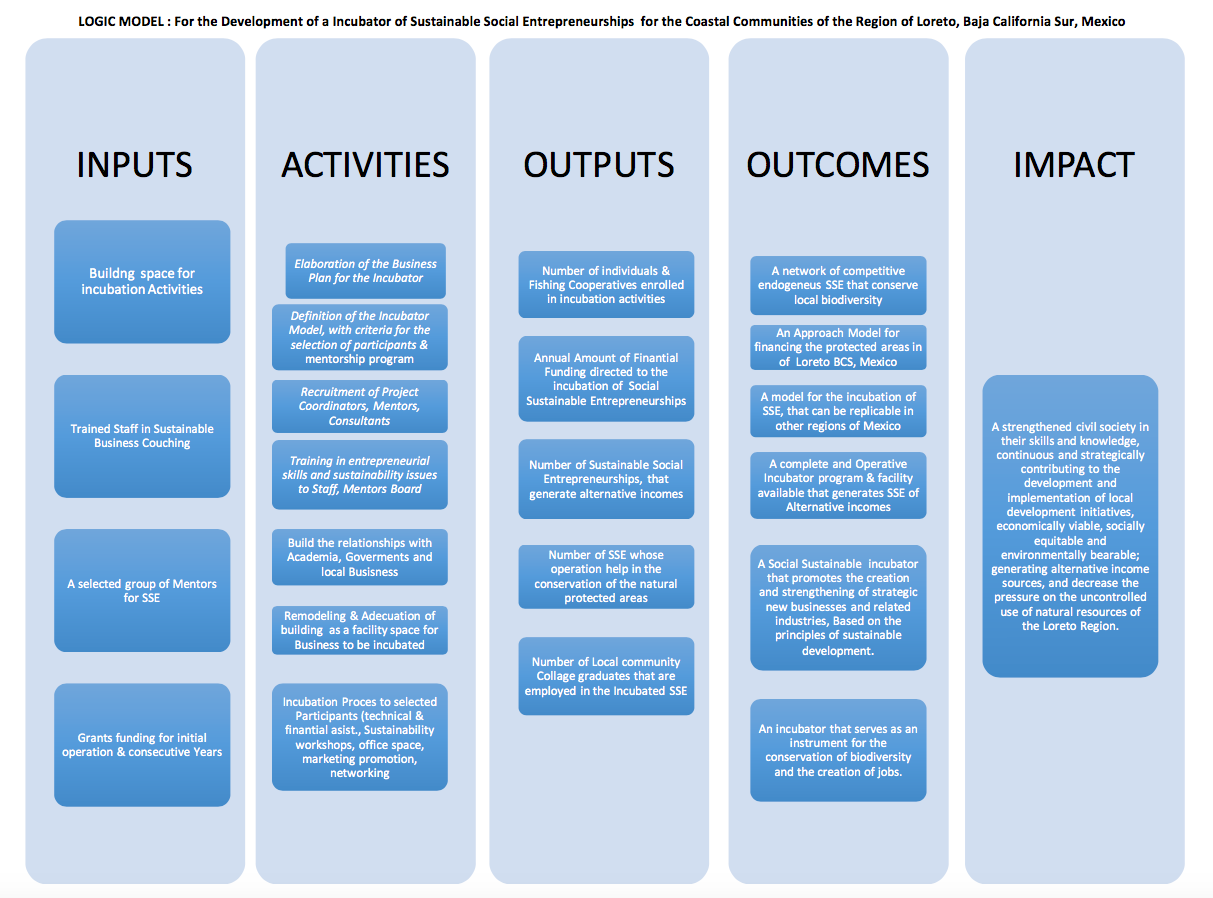 LOGIC MODEL : For the Development of a Incubator of Sustainable Social Entrepreneurships for the Coastal Communities of the Region of Loreto, Baja California Sur, Mexico
INPUTS
Buildng space for
incubation Activities
Trained Staff in Sustainable
Business Couching
A selected group of Mentors
for SSE
Grants funding for initial
operation & consecutive Years
ACTIVITIES
Elaboration of the Business
Plan for the Incubator
Definition of the Incubator
Model, with criteria for the
selection of participants &
mentorship program
Recruitment of Project
Coordinators, Mentors,
Consultants
Training in entrepreneurial
skills and sustainability issues
to Staff, Mentors Board
Build the relationships with
Academia, Goverments and
local Busisness
Remodeling & Adecuation of
building as a facility space for
Business to be incubated
Incubation Proces to selected
Participants (technical &
finantial asist., Sustainability
workshops, office space,
marketing promotion,
networking
OUTPUTS
Number of individuals &
Fishing Cooperatives enrolled
in incubation activities
Annual Amount of Finantial
Funding directed to the
incubation of Social
Sustainable Entrepreneurships
Number of Sustainable Social
Entrepreneurships, that
generate alternative incomes
Number of SSE whose
operation help in the
conservation of the natural
protected areas
Number of Local community
Collage graduates that are
employed in the Incubated SSE
OUTCOMES
A network of competitive
endogeneus SSE that conserve
local biodiversity
An Approach Model for
financing the protected areas in
of Loreto BCS, Mexico
A model for the incubation of
SSE, that can be replicable in
other regions of Mexico
A complete and Operative
Incubator program & facility
available that generates SSE of
Alternative incomes
A Social Sustainable incubator
that promotes the creation
and strengthening of strategic
new businesses and related
industries, Based on the
principles of sustainable
development.
An incubator that serves as an
instrument for the
conservation of biodiversity
and the creation of jobs.
IMPACT
A strengthened civil society in
their skills and knowledge,
continuous and strategically
contributing to the
development and
implementation of local
development initiatives,
economically viable, socially
equitable and
environmentally bearable;
generating alternative income
sources, and decrease the
pressure on the uncontrolled
use of natural resources of
the Loreto Region.